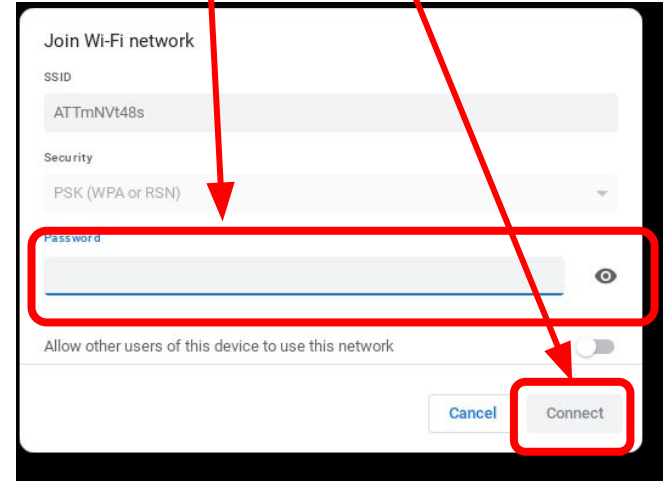 Join Wi-Fi network
SSID
ATTmNVt48s
Security
PSK (WPA or RSN)
Password
Allow other users of this device to use this network
Cancel
Connect